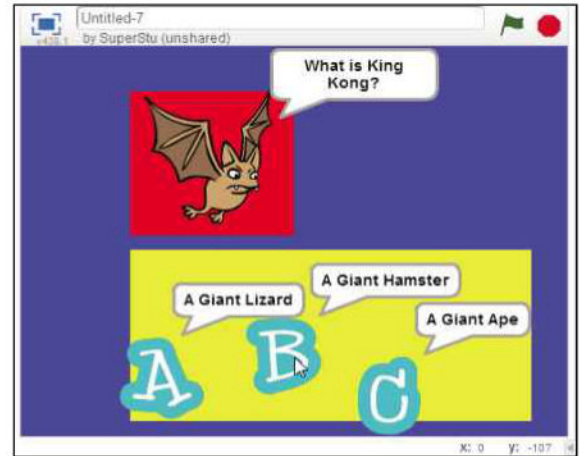 Untitled-7
v438.1
by SuperStu (unshared)
What is King
Kong?
A Giant Lizard
A Giant Hamster
A Giant Ape
A
B
C
x: 0 y: -107